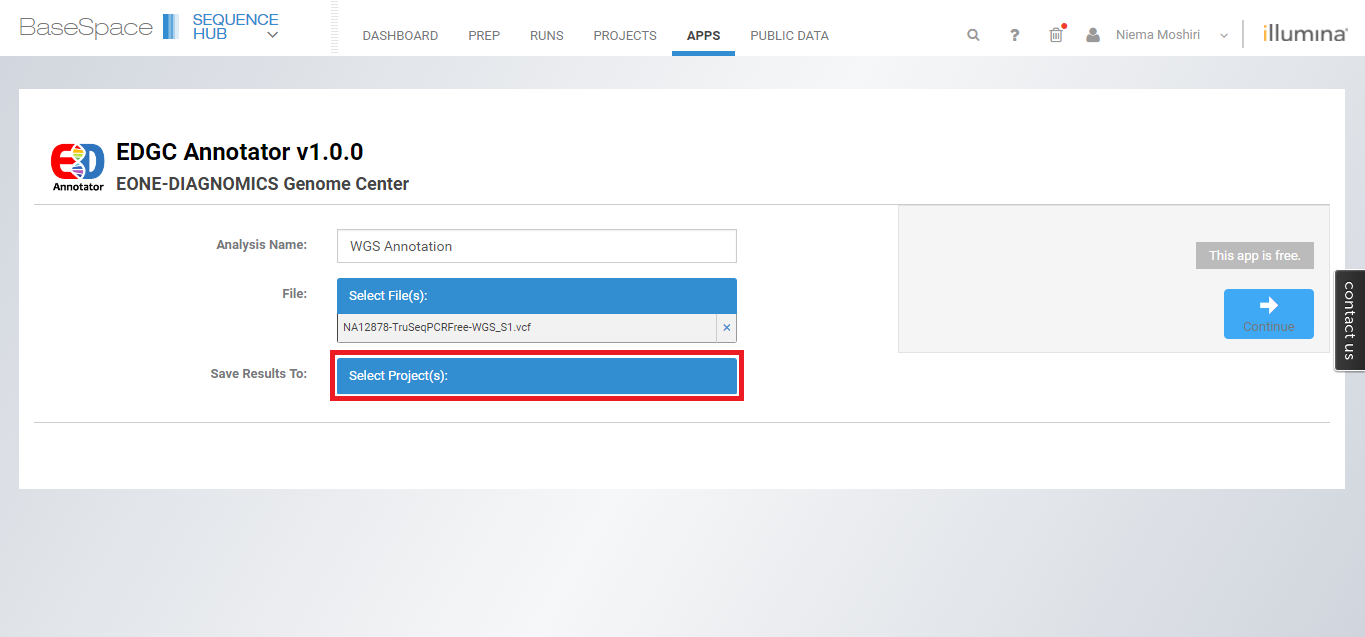 BaseSpace SEQUENCE HUB
DASHBOARD PREP RUNS PROJECTS APPS PUBLIC DATA ? Niema Moshiri illumina®
E3D
Annotator
EDGC Annotator v1.0.0
EONE-DIAGNOMICS Genome Center
Analysis Name: WGS Annotation
This app is free.
File: Select File(s):
NA12878-TruSeqPCRFree-WGS_S1.vcf ×
Continue
Save Results To: Select Project(s):
contact us